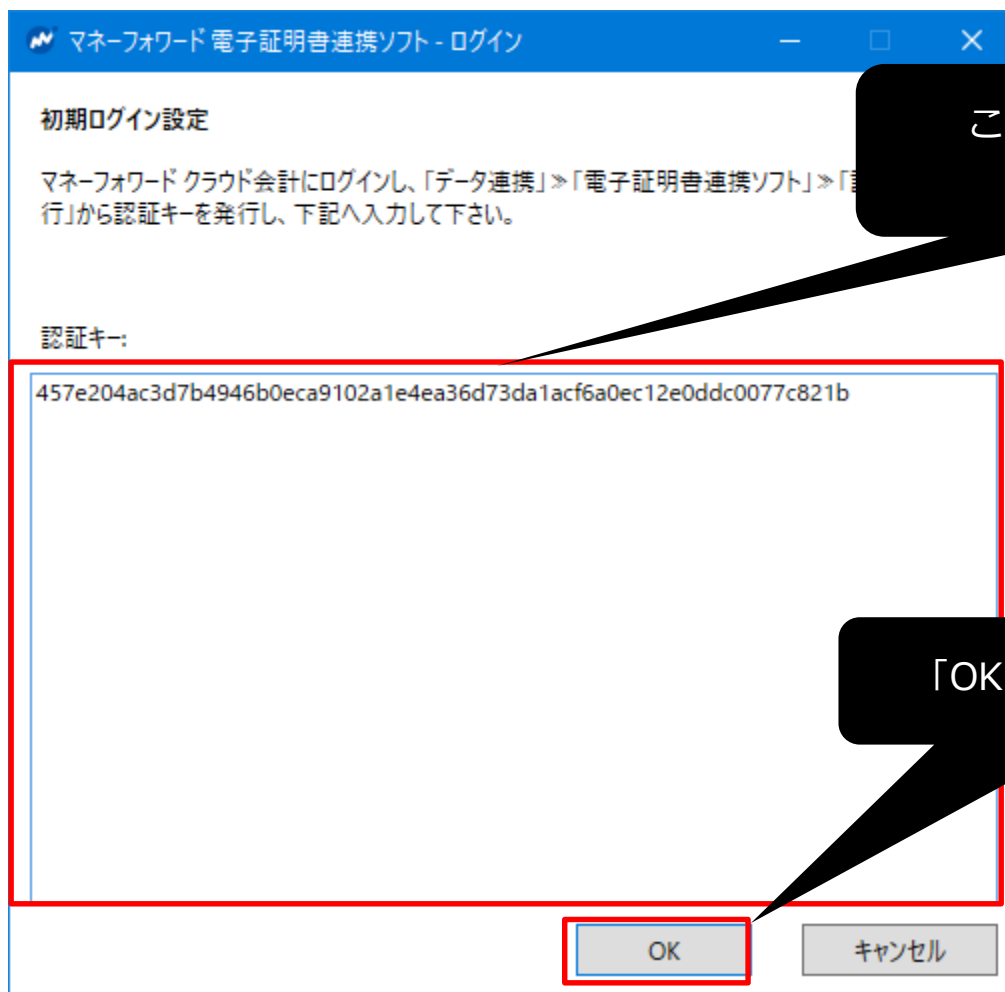 マネーフォワード 電子証明書連携ソフト - ログイン
こ
初期ログイン設定
マネーフォワード クラウド会計にログインし、「データ連携」≫「電子証明書連携ソフト」≫「
行」から認証キーを発行し、下記へ入力して下さい。
認証キー:
457e204ac3d7b4946b0eca9102a1e4ea36d73da1acf6a0ec12e0ddc0077c821b
「OK
OK
キャンセル